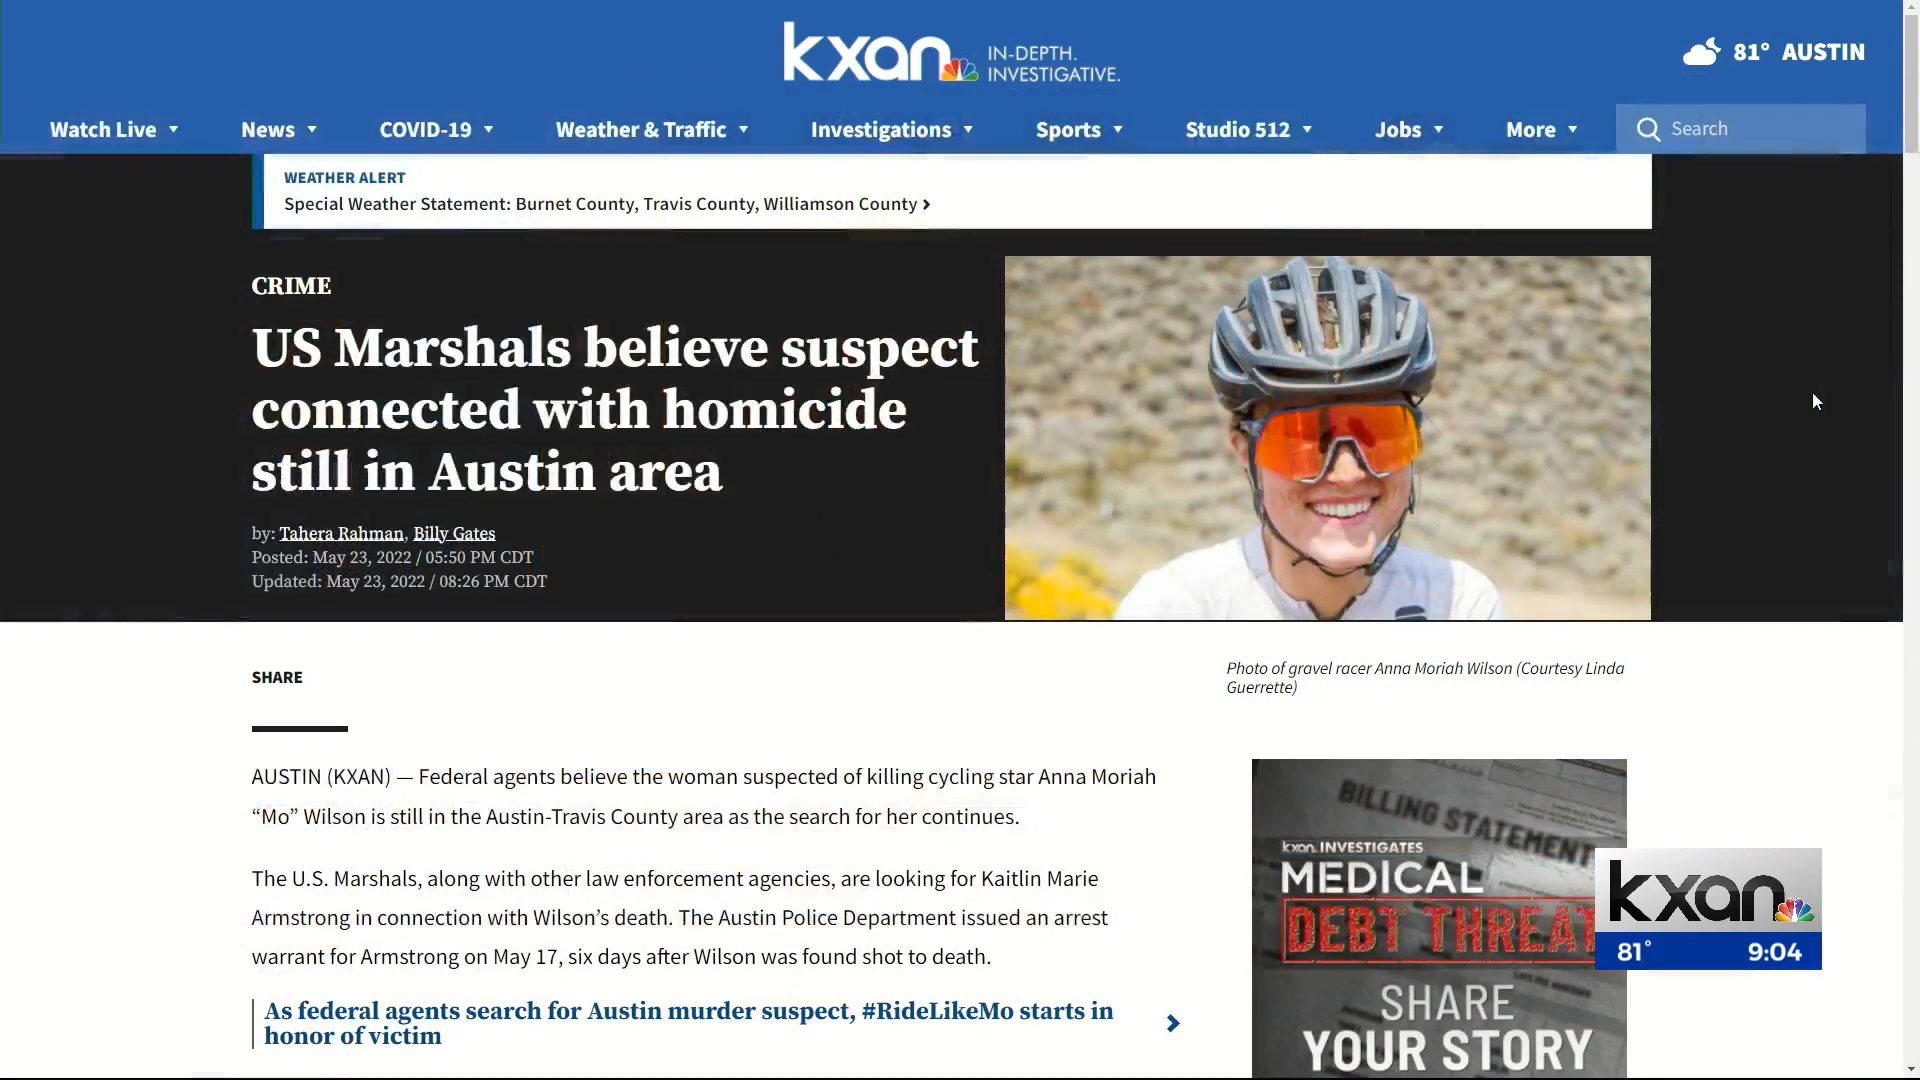 kxan IN-DEPTH. INVESTIGATIVE.
81° AUSTIN
Watch Live News COVID-19 Weather & Traffic Investigations Sports Studio 512 Jobs More Search
WEATHER ALERT
Special Weather Statement: Burnet County, Travis County, Williamson County
CRIME
US Marshals believe suspect
connected with homicide
still in Austin area
by: Tahera Rahman, Billy Gates
Posted: May 23, 2022 / 05:50 PM CDT
Updated: May 23, 2022 / 08:26 PM CDT
SHARE
Photo of gravel racer Anna Moriah Wilson (Courtesy Linda
Guerrette)
AUSTIN (KXAN) — Federal agents believe the woman suspected of killing cycling star Anna Moriah
“Mo” Wilson is still in the Austin-Travis County area as the search for her continues.
The U.S. Marshals, along with other law enforcement agencies, are looking for Kaitlin Marie
Armstrong in connection with Wilson’s death. The Austin Police Department issued an arrest
warrant for Armstrong on May 17, six days after Wilson was found shot to death.
As federal agents search for Austin murder suspect, #RideLikeMo starts in
honor of victim
BILLING STATEMENT
kxan INVESTIGATES
MEDICAL
DEBT THREAT
SHARE
YOUR STORY
kxan
81° 9:04